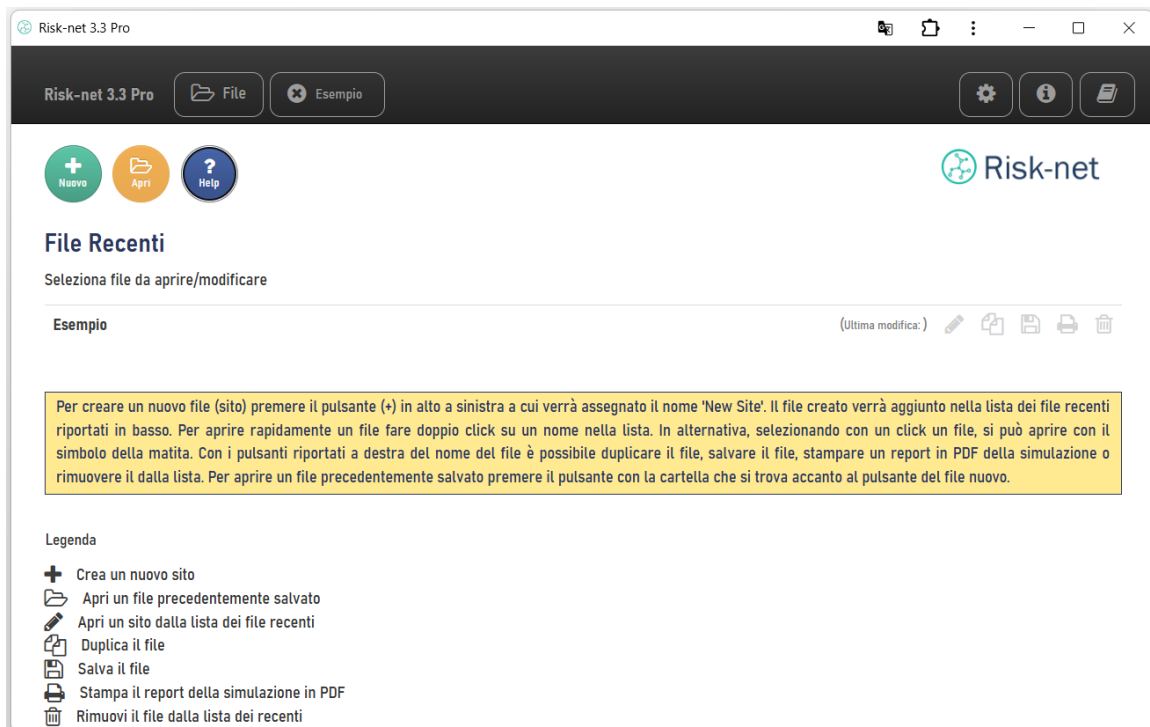 Risk-net 3.3 Pro
Risk-net 3.3 Pro File Esempio
Nuovo Apri ? Help
Risk-net
File Recenti
Seleziona file da aprire/modificare
Esempio (Ultima modifica: )
Per creare un nuovo file (sito) premere il pulsante (+) in alto a sinistra a cui verrà assegnato il nome 'New Site'. Il file creato verrà aggiunto nella lista dei file recenti
riportati in basso. Per aprire rapidamente un file fare doppio click su un nome nella lista. In alternativa, selezionando con un click un file, si può aprire con il
simbolo della matita. Con i pulsanti riportati a destra del nome del file è possibile duplicare il file, salvare il file, stampare un report in PDF della simulazione o
rimuovere il dalla lista. Per aprire un file precedentemente salvato premere il pulsante con la cartella che si trova accanto al pulsante del file nuovo.
Legenda
Crea un nuovo sito
Apri un file precedentemente salvato
Apri un sito dalla lista dei file recenti
Duplica il file
Salva il file
Stampa il report della simulazione in PDF
Rimuovi il file dalla lista dei recenti